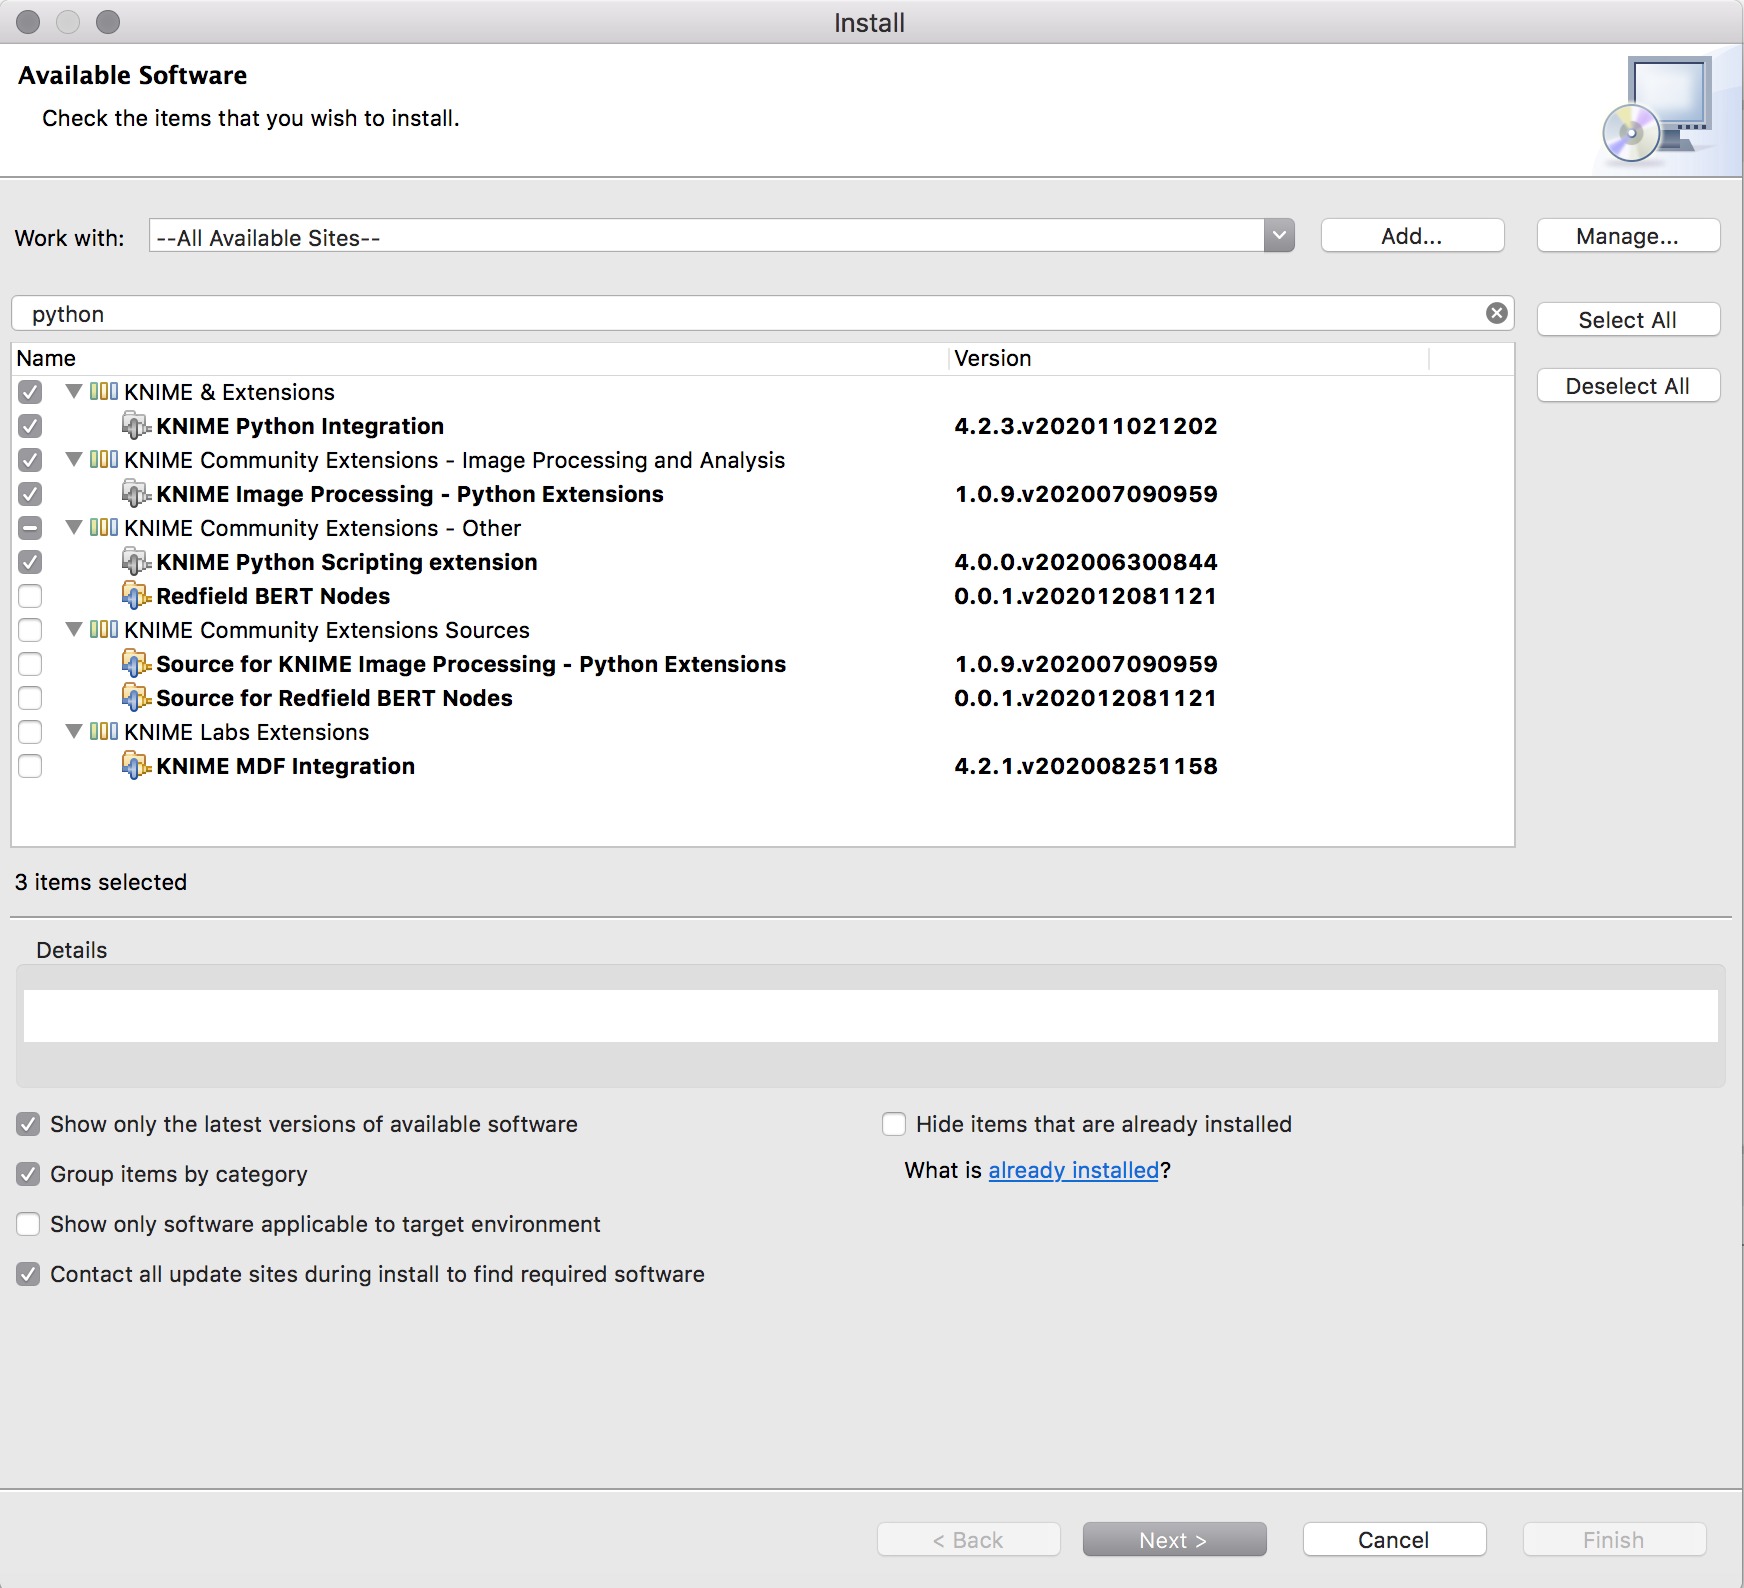 Install
Available Software
Check the items that you wish to install.
Work with: --All Available Sites-- Add... Manage...
python
Select All
Name Version
Deselect All
KNIME & Extensions
KNIME Python Integration 4.2.3.v202011021202
KNIME Community Extensions - Image Processing and Analysis
KNIME Image Processing - Python Extensions 1.0.9.v202007090959
KNIME Community Extensions - Other
KNIME Python Scripting extension 4.0.0.v202006300844
Redfield BERT Nodes 0.0.1.v202012081121
KNIME Community Extensions Sources
Source for KNIME Image Processing - Python Extensions 1.0.9.v202007090959
Source for Redfield BERT Nodes 0.0.1.v202012081121
KNIME Labs Extensions
KNIME MDF Integration 4.2.1.v202008251158
3 items selected
Details
Show only the latest versions of available software Hide items that are already installed
Group items by category What is already installed?
Show only software applicable to target environment
Contact all update sites during install to find required software
< Back Next > Cancel Finish